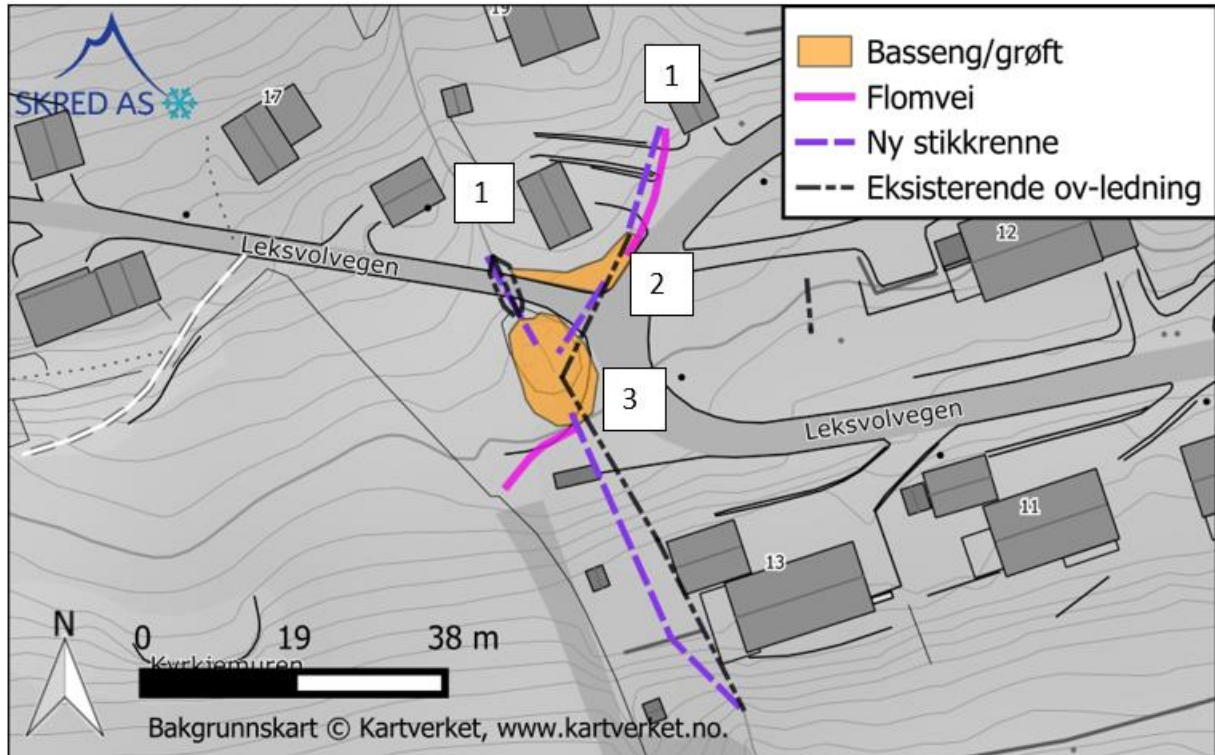 19
SKRED AS
17
1
Basseng/grøft
Flomvei
Ny stikkrenne
Eksisterende ov-ledning
1
Leksvolvegen
12
2
3
Leksvolvegen
11
13
N
0 19 38 m
Kyrkjemuren
Bakgrunnskart © Kartverket, www.kartverket.no.